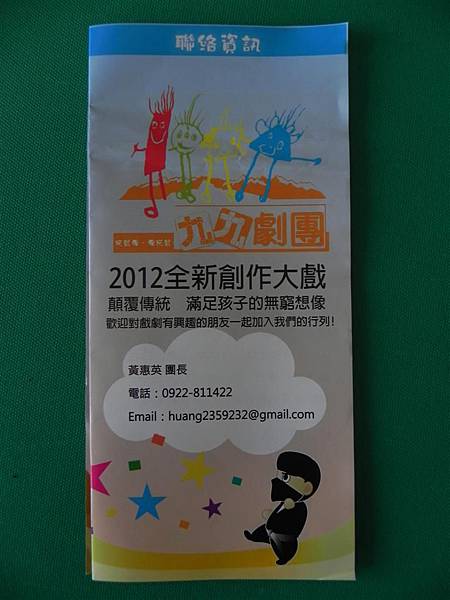 聯絡資訊
九九劇團
2012全新創作大戲
顛覆傳統 滿足孩子的無窮想像
歡迎對戲劇有興趣的朋友一起加入我們的行列!
黃惠英 團長
電話：0922-811422
Email：huang2359232@gmail.com